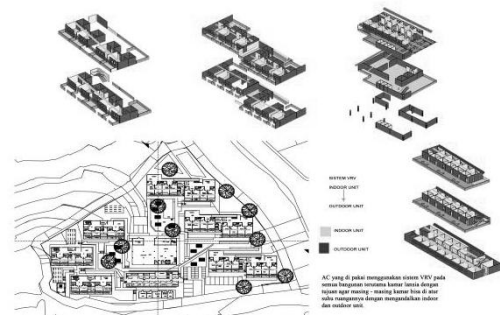 SISTEM VRV
INDOOR UNIT
OUTDOOR UNIT
INDOOR UNIT
OUTDOOR UNIT
AC yang di pakai menggunakan sistem VRV pada
semua bangunan terutama kamar lansia dengan
tujuan agar masing - masing kamar bisa di atur
suhu ruangannya dengan mengandalkan indoor
dan outdoor unit.